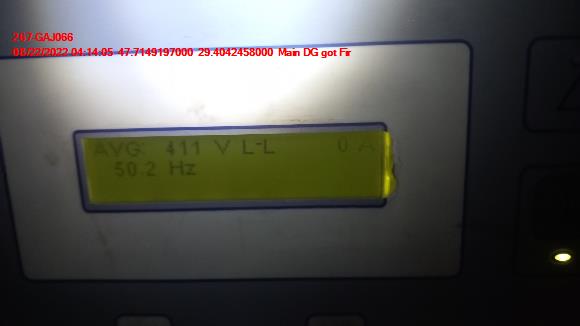 267-GAJ066
08/22/2022 04:14:05 47.7149197000 29.4042458000 Main DG got Fir
AVG: 411 V L-L 0 A
50.2 Hz